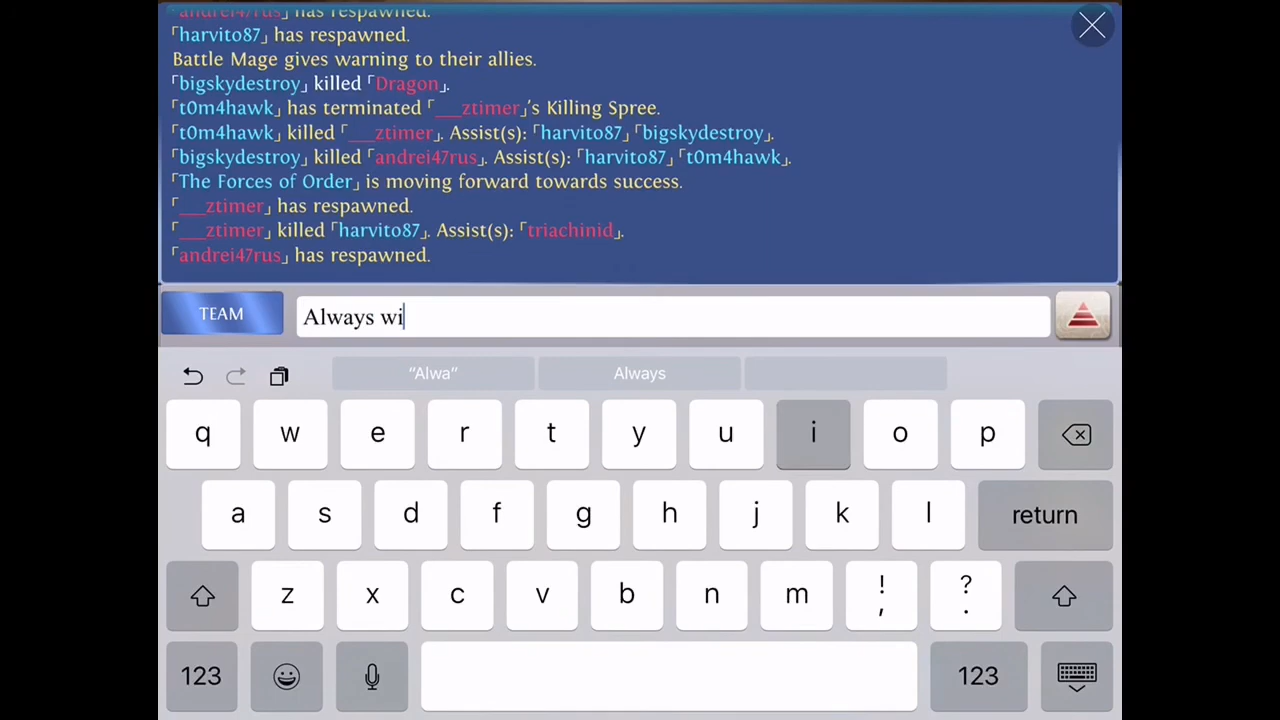 「andrei47rus」 has respawned.
「harvito87」 has respawned.
Battle Mage gives warning to their allies.
「bigskydestroy」 killed 「Dragon」.
「t0m4hawk」 has terminated 「___ztimer」's Killing Spree.
「t0m4hawk」 killed 「___ztimer」. Assist(s): 「harvito87」「bigskydestroy」.
「bigskydestroy」 killed 「andrei47rus」. Assist(s): 「harvito87」「t0m4hawk」.
「The Forces of Order」 is moving forward towards success.
「___ztimer」 has respawned.
「___ztimer」 killed 「harvito87」. Assist(s): 「triachinid」.
「andrei47rus」 has respawned.
TEAM Always wi
“Alwa” Always
q w e r t y u i o p
a s d f g h j k l return
z x c v b n m ! , ? .
123 123